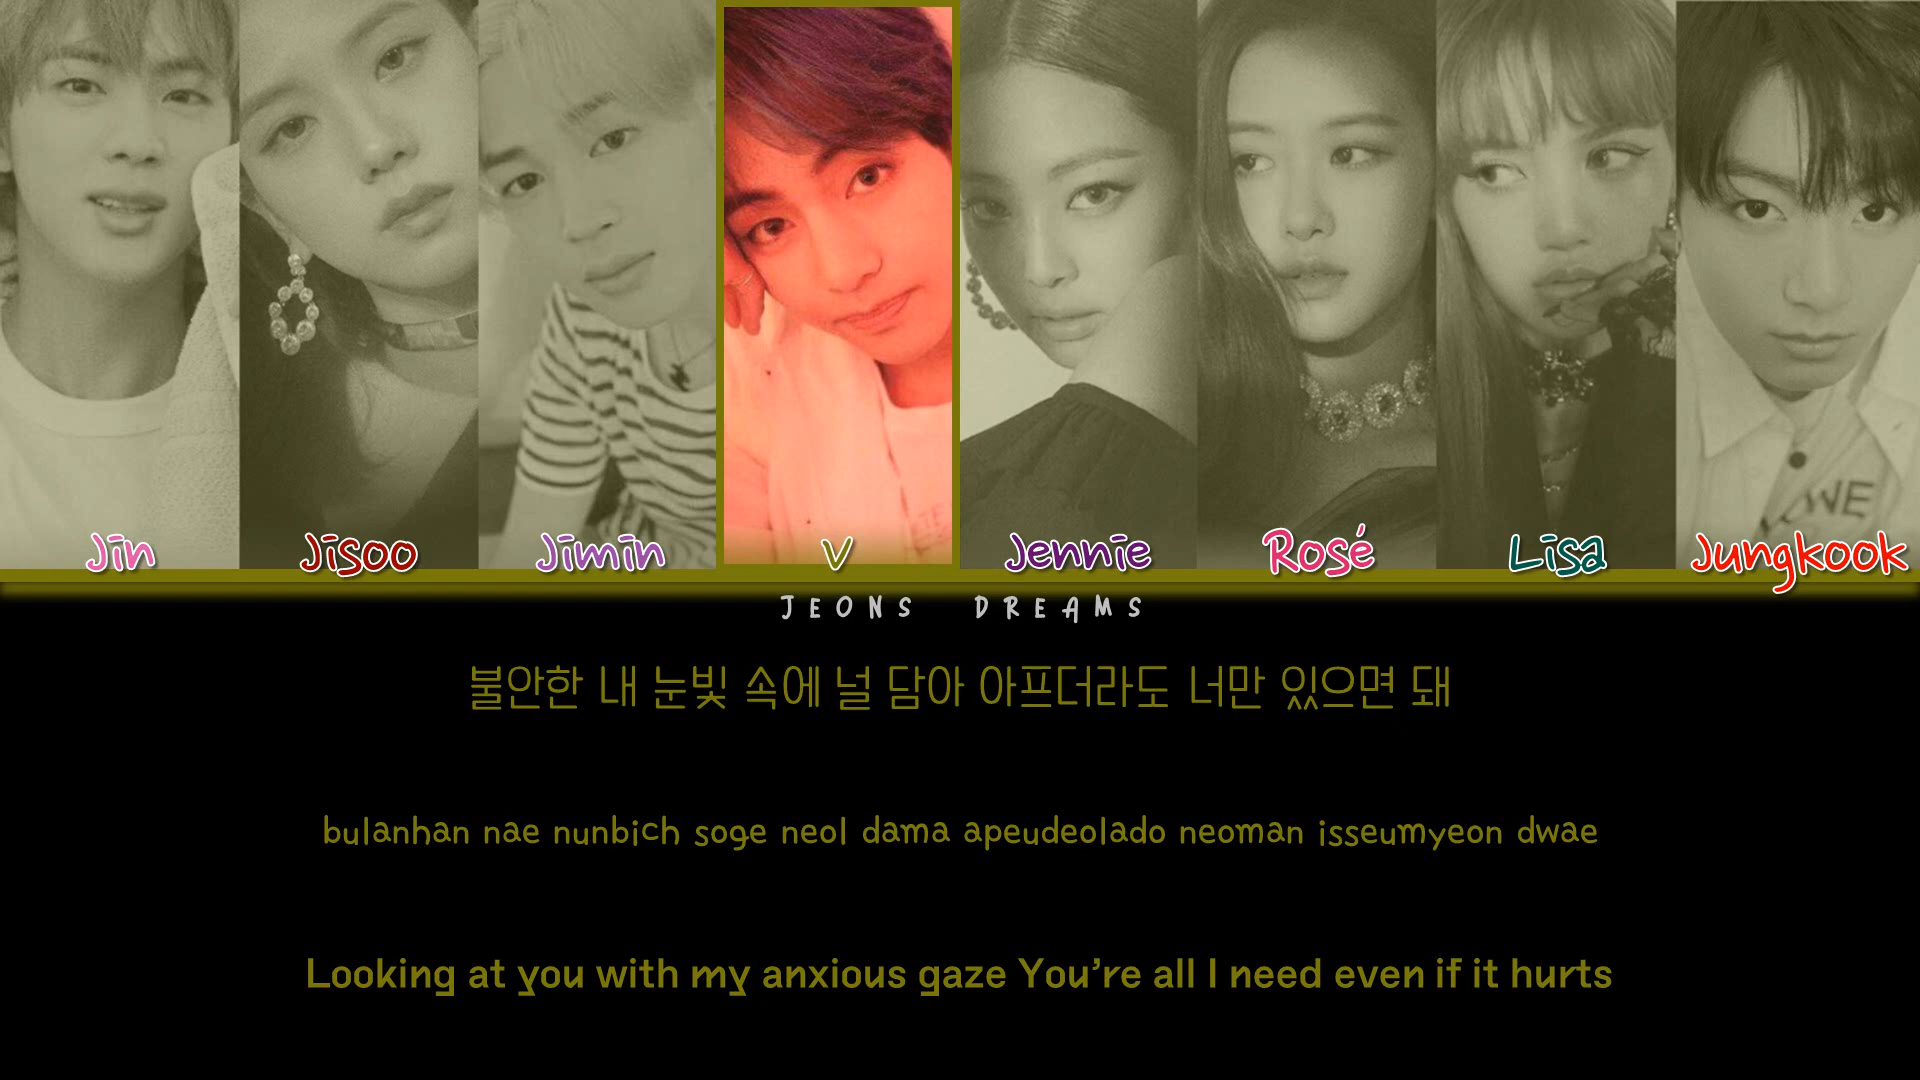 Jin Jisoo Jimin V Jennie Rosé Lisa Jungkook
JEONS DREAMS
불안한 내 눈빛 속에 널 담아 아프더라도 너만 있으면 돼
bulanhan nae nunbich soge neol dama apeudeolado neoman isseumyeon dwae
Looking at you with my anxious gaze You’re all I need even if it hurts